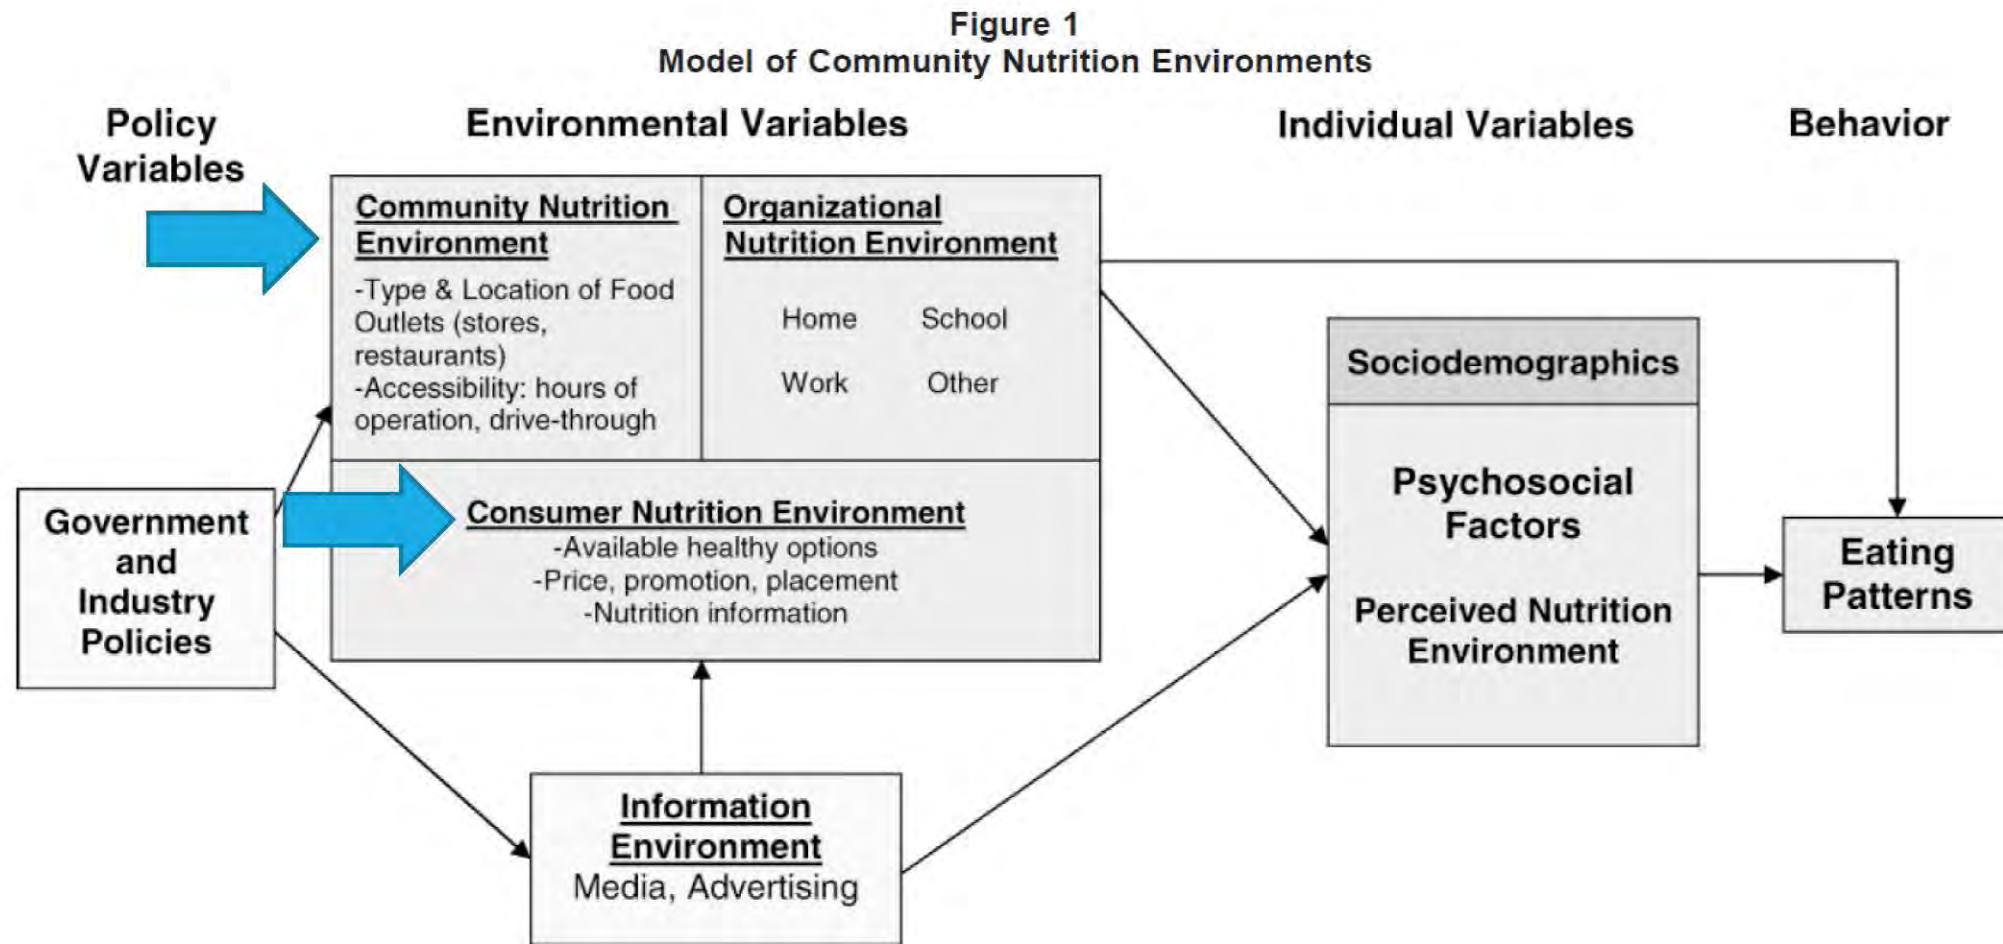 Figure 1
Model of Community Nutrition Environments
Policy
Variables
Environmental Variables
Individual Variables
Behavior
Community Nutrition
Environment
-Type & Location of Food
Outlets (stores,
restaurants)
-Accessibility: hours of
operation, drive-through
Organizational
Nutrition Environment
Home School
Work Other
Consumer Nutrition Environment
-Available healthy options
-Price, promotion, placement
-Nutrition information
Government
and
Industry
Policies
Information
Environment
Media, Advertising
Sociodemographics
Psychosocial
Factors
Perceived Nutrition
Environment
Eating
Patterns